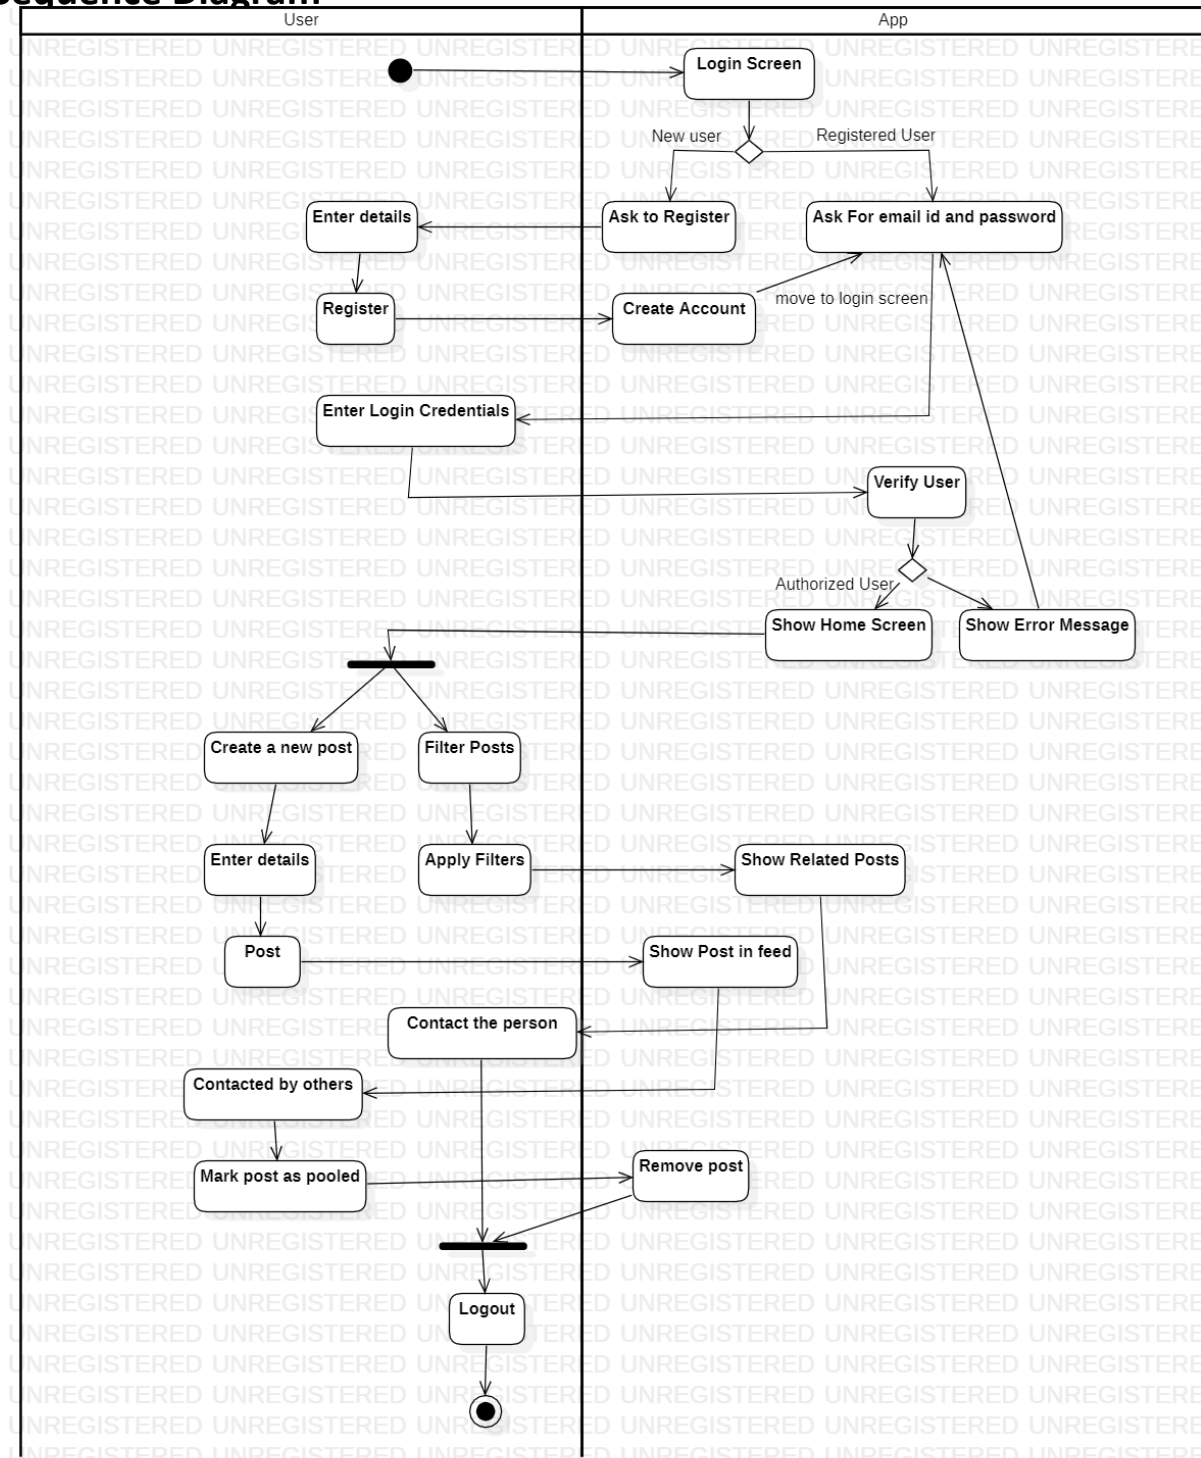 Sequence Diagram
User
App
Login Screen
New user
Registered User
Enter details
Ask to Register
Ask For email id and password
Register
Create Account
move to login screen
Enter Login Credentials
Verify User
Authorized User
Show Home Screen
Show Error Message
Create a new post
Filter Posts
Enter details
Apply Filters
Show Related Posts
Post
Show Post in feed
Contact the person
Contacted by others
Mark post as pooled
Remove post
Logout
UNREGISTERED